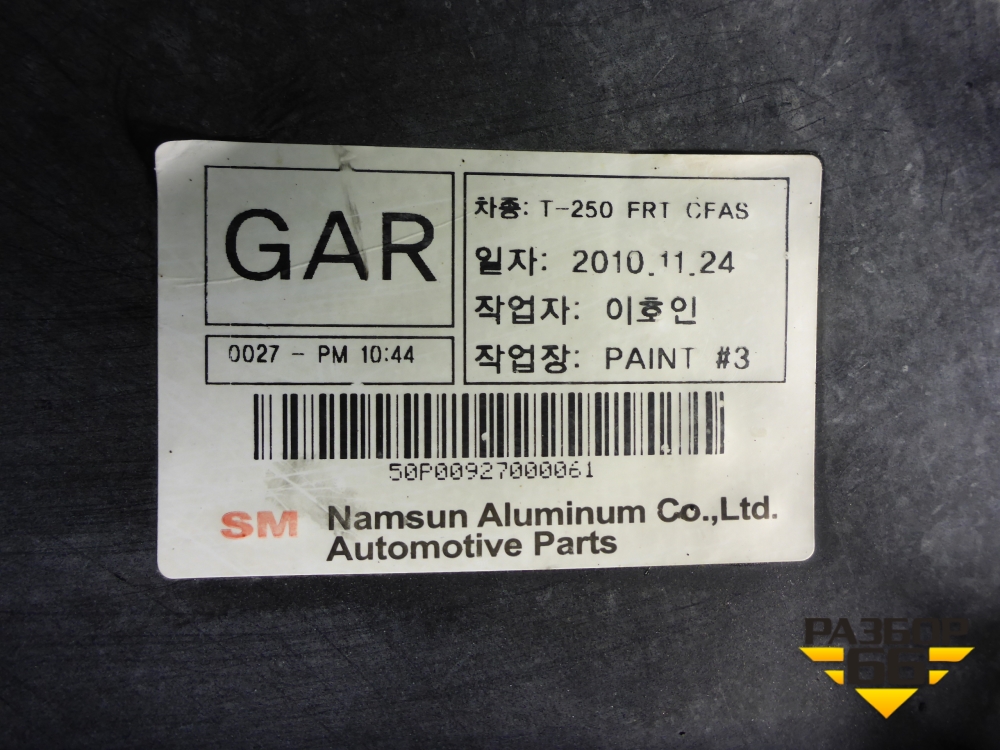 GAR
0027 - PM 10:44
차종: T-250 FRT CFAS
일자: 2010.11.24
작업자: 이호인
작업장: PAINT #3
50P00927000061
SM Namsun Aluminum Co.,Ltd.
Automotive Parts
РАЗБОР
66